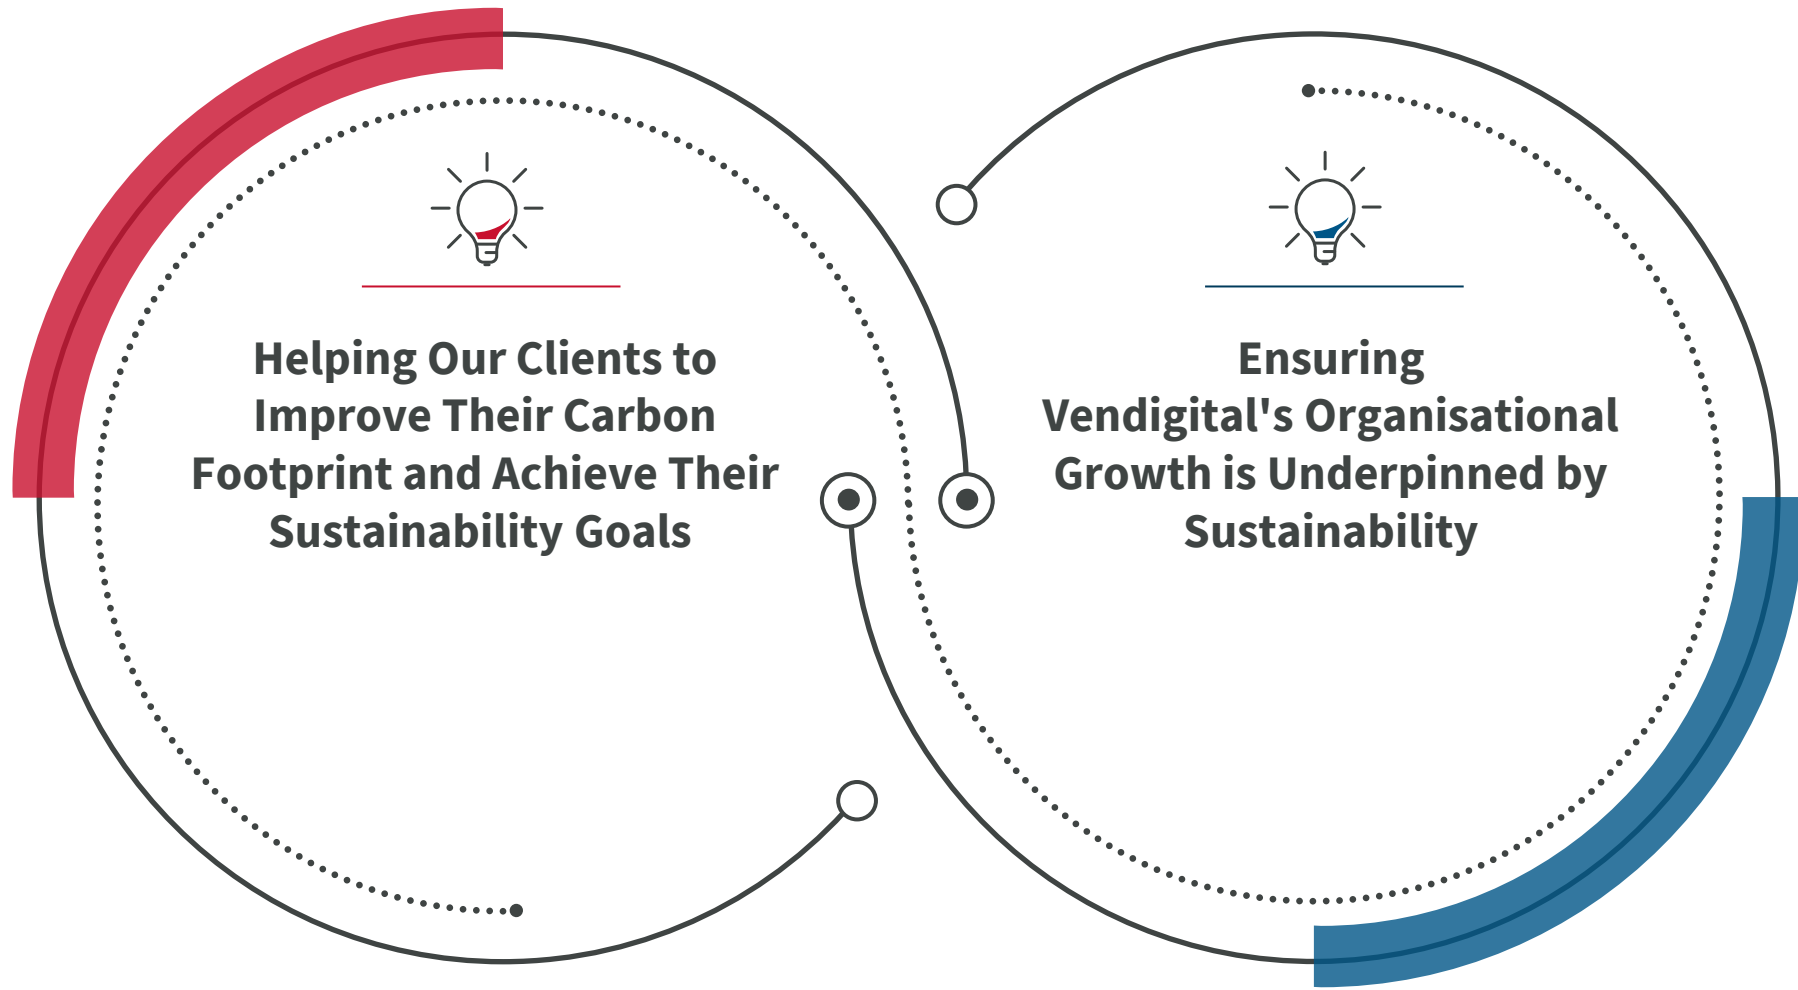 Helping Our Clients to
Improve Their Carbon
Footprint and Achieve Their
Sustainability Goals
Ensuring
Vendigital's Organisational
Growth is Underpinned by
Sustainability